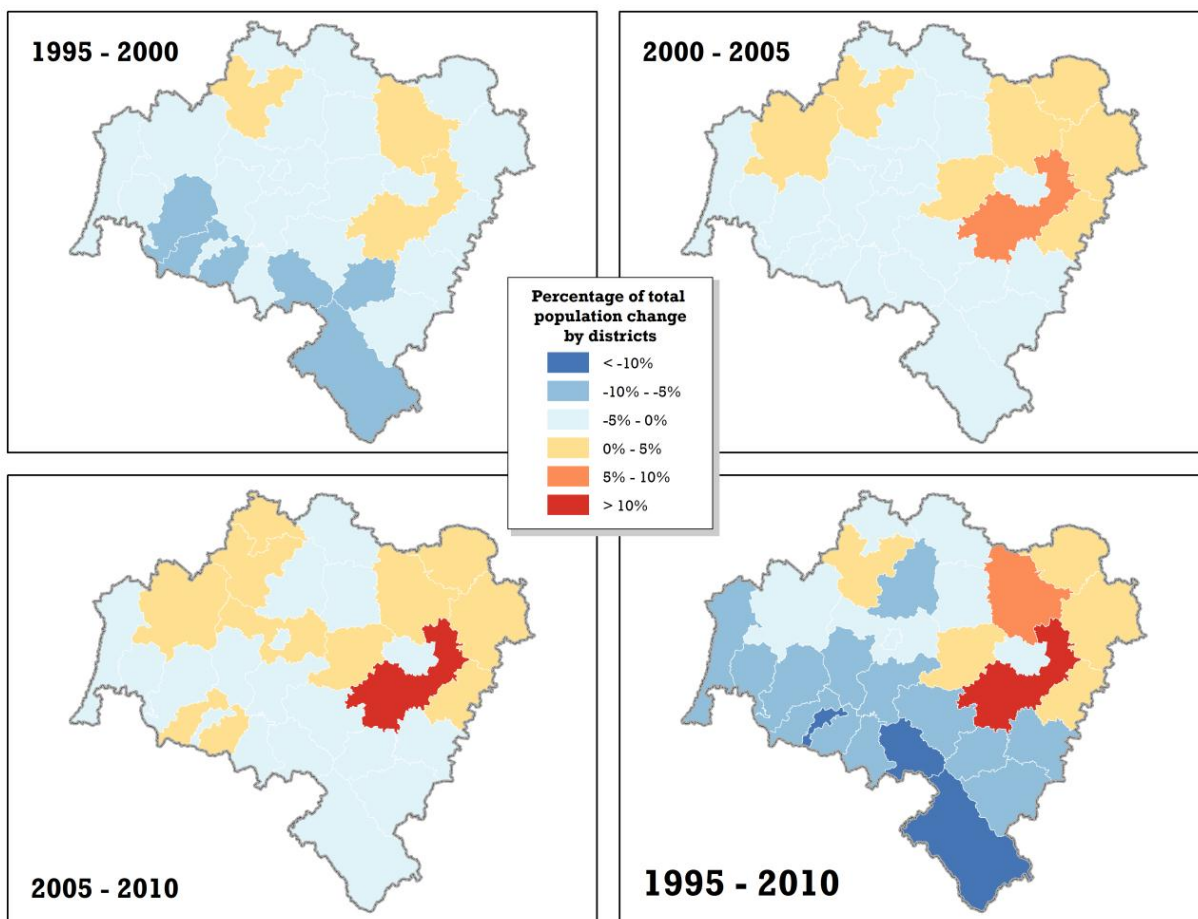 1995 - 2000
2000 - 2005
Percentage of total
population change
by districts
< -10%
-10% - -5%
-5% - 0%
0% - 5%
5% - 10%
> 10%
2005 - 2010
1995 - 2010